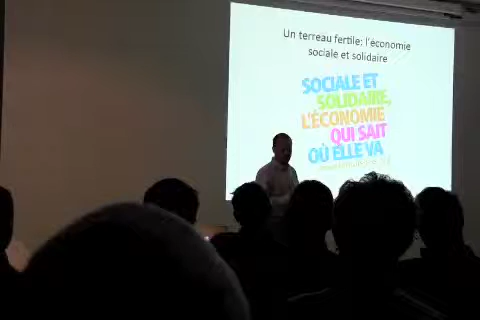 Un terreau fertile: l'économie
sociale et solidaire
SOCIALE ET
SOLIDAIRE,
L'ÉCONOMIE
QUI SAIT
OÙ ELLE VA